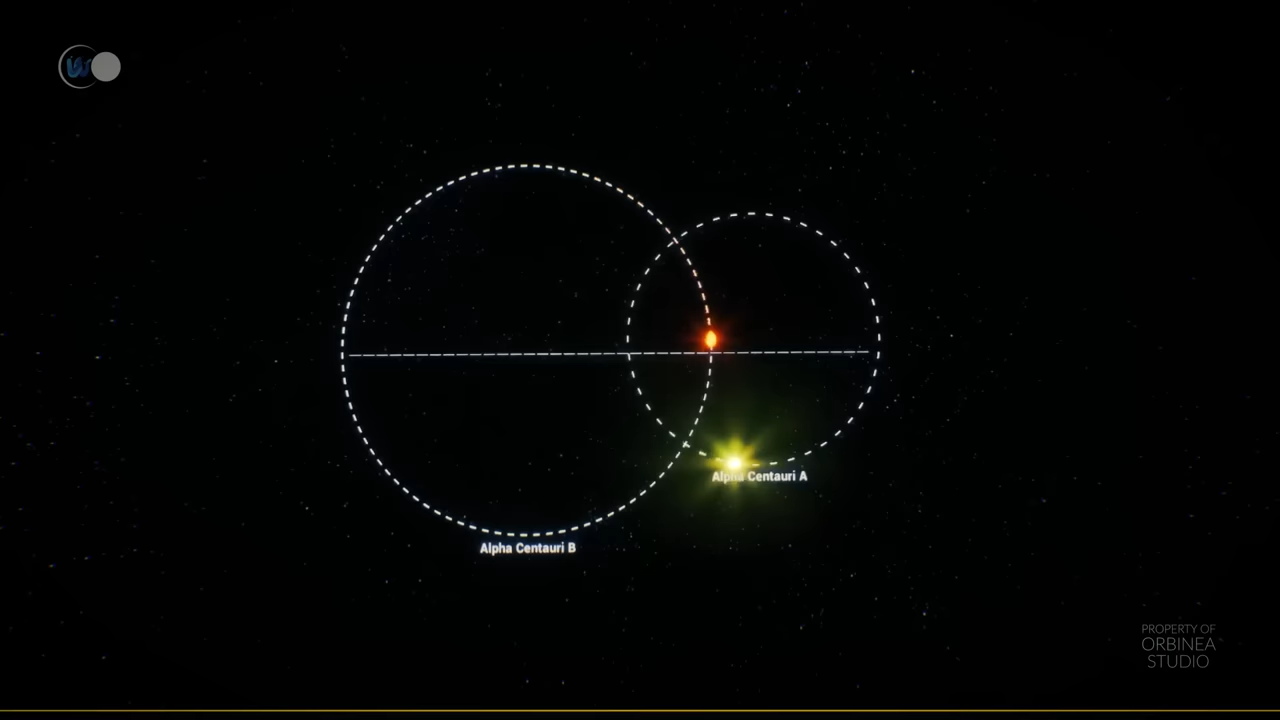 Alpha Centauri A
Alpha Centauri B
PROPERTY OF
ORBINEA
STUDIO